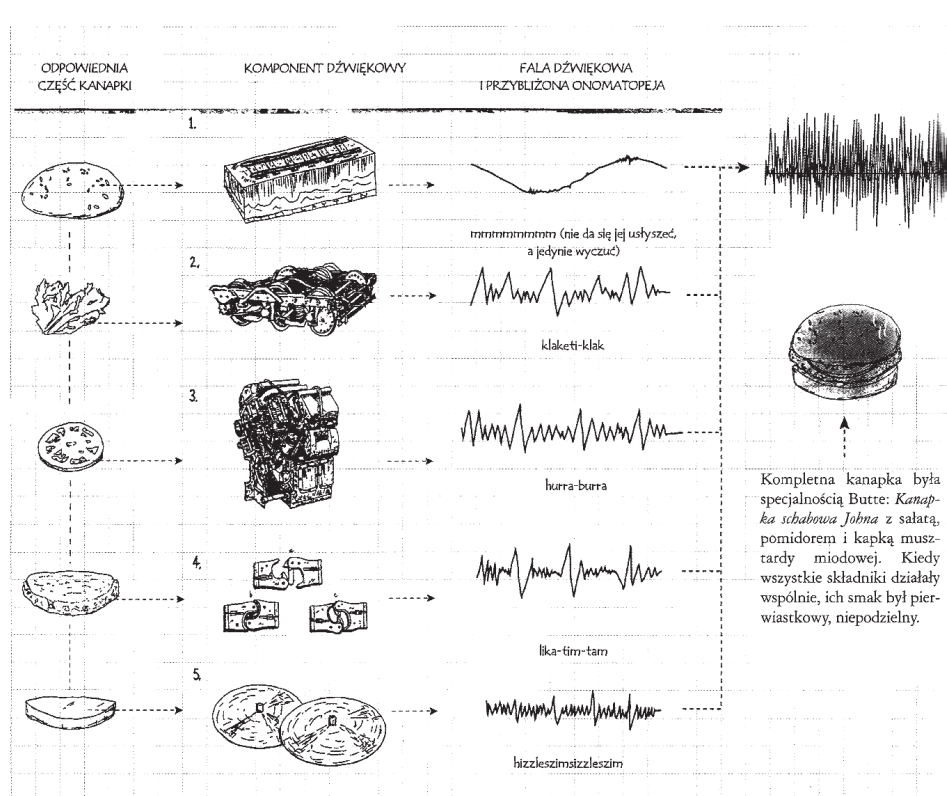 ODPOWIEDNIA
CZĘŚĆ KANAPKI
KOMPONENT DŹWIĘKOWY
FALA DŹWIĘKOWA
I PRZYBLIŻONA ONOMATOPEJA
1.
mmmmmmmmm (nie da się jej usłyszeć,
a jedynie wyczuć)
2.
klaketi-klak
3.
hurra-burra
4.
lika-tim-tam
5.
hizzleszimsizzleszim
Kompletna kanapka była
specjalnością Butte: Kanap-
ka schabowa Johna z sałatą,
pomidorem i kapką musz-
tardy miodowej. Kiedy
wszystkie składniki działały
wspólnie, ich smak był pier-
wiastkowy, niepodzielny.